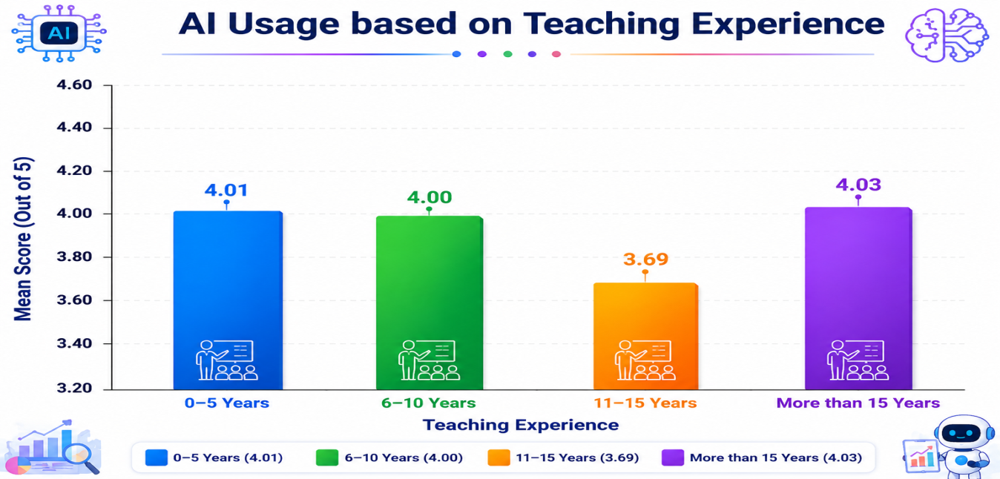 AI
AI Usage based on Teaching Experience
Mean Score (Out of 5)
4.60
4.40
4.20
4.00
3.80
3.60
3.40
3.20
4.01
4.00
3.69
4.03
0–5 Years
6–10 Years
11–15 Years
More than 15 Years
Teaching Experience
0–5 Years (4.01)
6–10 Years (4.00)
11–15 Years (3.69)
More than 15 Years (4.03)